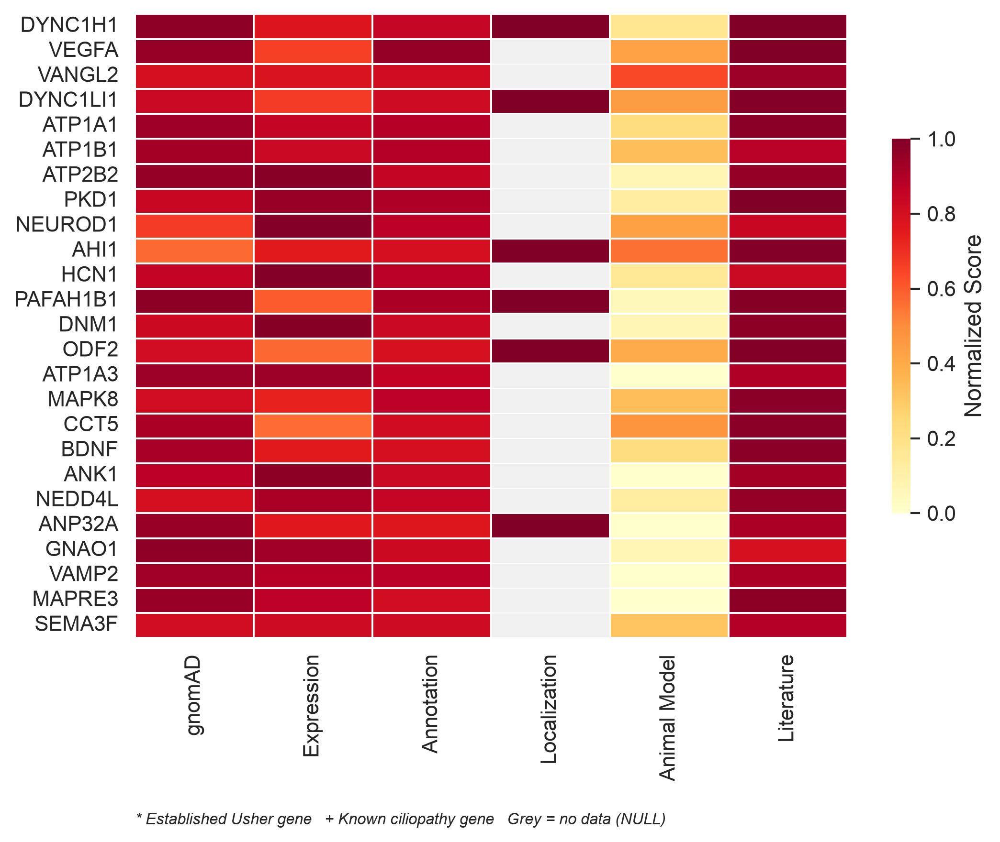 DYNC1H1
VEGFA
VANGL2
DYNC1LI1
ATP1A1
ATP1B1
ATP2B2
PKD1
NEUROD1
AHI1
HCN1
PAFAH1B1
DNM1
ODF2
ATP1A3
MAPK8
CCT5
BDNF
ANK1
NEDD4L
ANP32A
GNAO1
VAMP2
MAPRE3
SEMA3F
gnomAD
Expression
Annotation
Localization
Animal Model
Literature
1.0
0.8
0.6
0.4
0.2
0.0
Normalized Score
* Established Usher gene + Known ciliopathy gene Grey = no data (NULL)